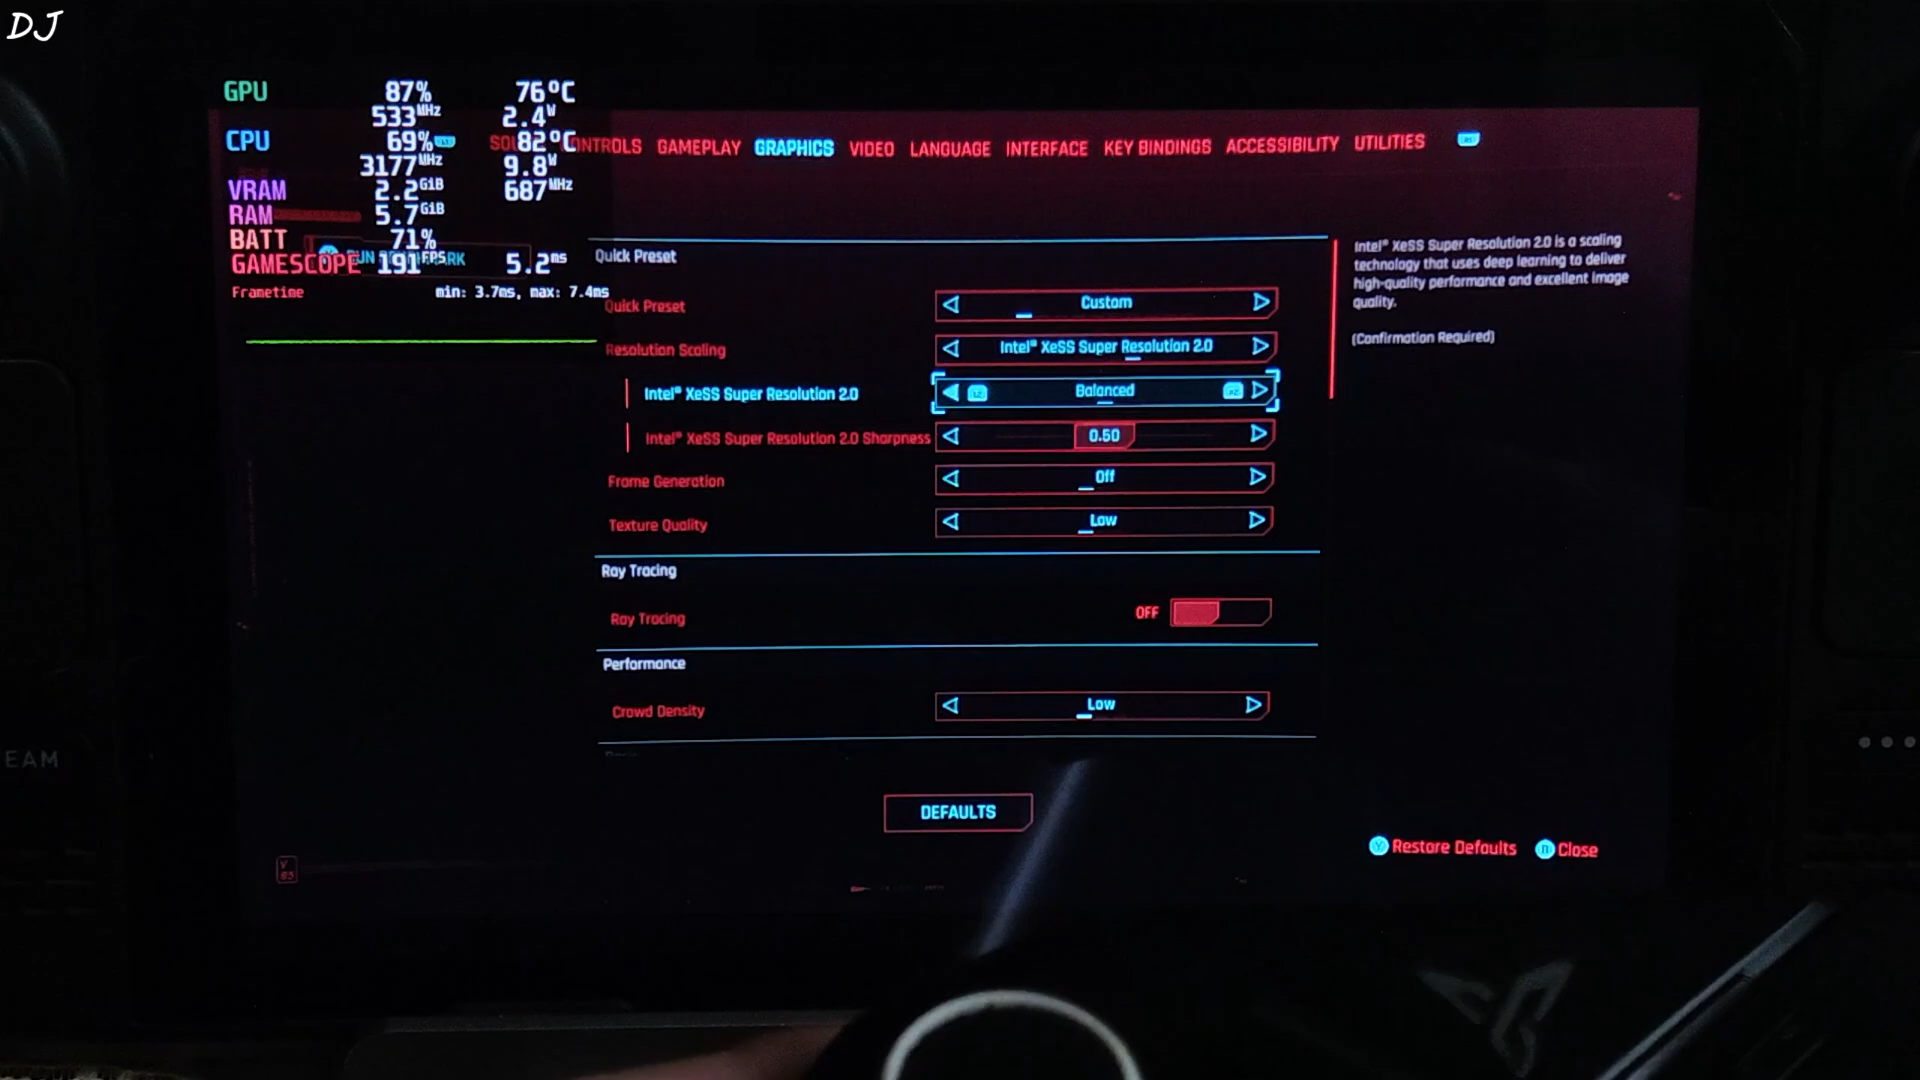 DJ
GPU 87% 76°C
533MHz 2.4W
CPU 69% 82°C
3177MHz 9.8W
VRAM 2.2GiB 687MHz
RAM 5.7GiB
BATT 71%
GAMESCOPE 191FPS 5.2ms
Frametime min: 3.7ms, max: 7.4ms
GAMEPLAY GRAPHICS VIDEO LANGUAGE INTERFACE KEY BINDINGS ACCESSIBILITY UTILITIES
Quick Preset
Quick Preset Custom
Resolution Scaling Intel® XeSS Super Resolution 2.0
Intel® XeSS Super Resolution 2.0 Balanced
Intel® XeSS Super Resolution 2.0 Sharpness 0.50
Frame Generation Off
Texture Quality Low
Ray Tracing
Ray Tracing OFF
Performance
Crowd Density Low
Intel® XeSS Super Resolution 2.0 is a scaling
technology that uses deep learning to deliver
high-quality performance and excellent image
quality.
(Confirmation Required)
DEFAULTS
Y Restore Defaults B Close
EAM